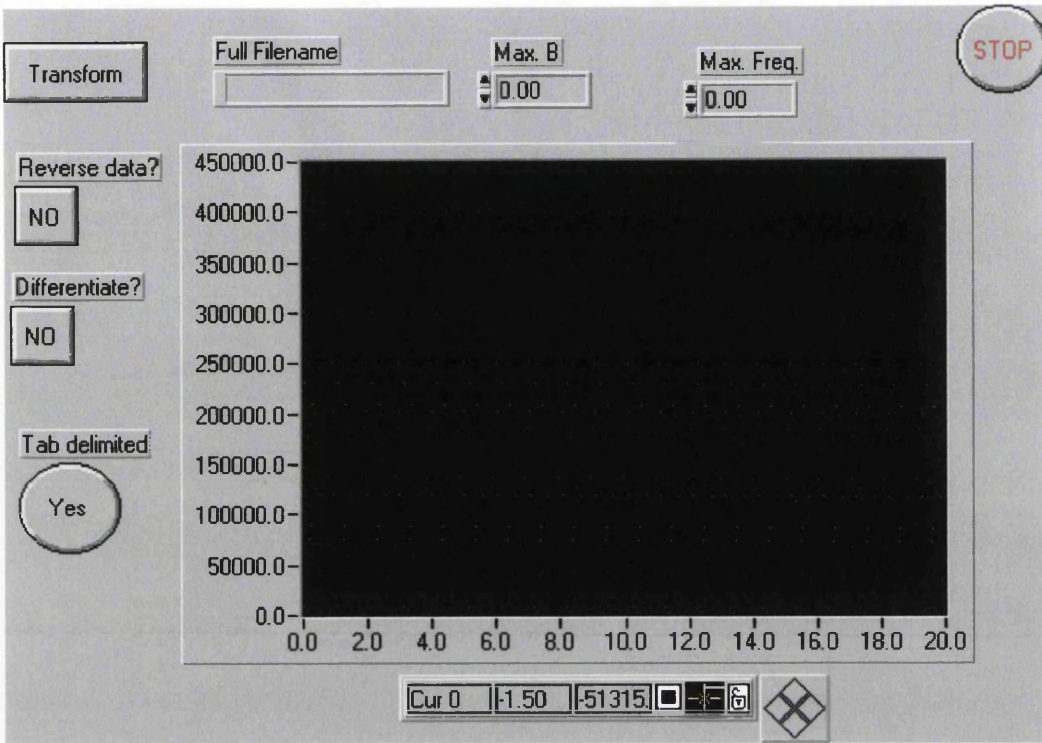 Transform
Full Filename
Max. B
0.00
Max. Freq.
0.00
STOP
Reverse data?
NO
Differentiate?
NO
Tab delimited
Yes
450000.0
400000.0
350000.0
300000.0
250000.0
200000.0
150000.0
100000.0
50000.0
0.0
0.0 2.0 4.0 6.0 8.0 10.0 12.0 14.0 16.0 18.0 20.0
Cur 0 -1.50 -51315.